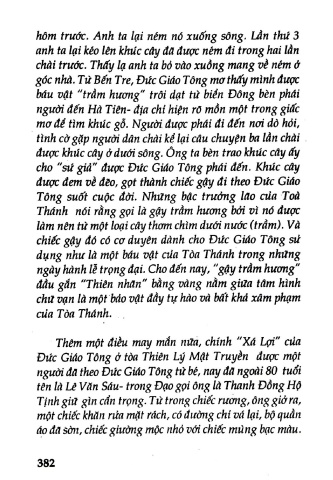 hôm trước. Anh ta lại ném nó xuống sông. Lần thứ 3
anh ta lại kéo lên khúc cây đã được ném đi trong hai lần
chài trước. Thấy lạ anh ta bỏ vào xuồng mang về ném ở
góc nhà. Từ Bến Tre, Đức Giáo Tông mơ thấy mình được
báu vật “trầm hương” trôi dạt từ biển Đông bèn phái
người đến Hà Tiên- địa chỉ hiện rõ mồn một trong giấc
mơ để tìm khúc gỗ. Người được phái đi đến nơi dò hỏi,
tình cờ gặp người dân chài kể lại câu chuyện ba lần chài
được khúc cây ở dưới sông. Ông ta bèn trao khúc cây ấy
cho “sứ giả” được Đức Giáo Tông phái đến. Khúc cây
được đem về đẽo, gọt thành chiếc gậy đi theo Đức Giáo
Tông suốt cuộc đời. Những bậc trưởng lão của Toà
Thánh nói rằng gọi là gậy trầm hương bởi vì nó được
làm nên từ một loại cây thơm chìm dưới nước (trầm). Và
chiếc gậy đó có cơ duyên dành cho Đức Giáo Tông sử
dụng như là một báu vật của Tòa Thánh trong những
ngày hành lễ trọng đại. Cho đến nay, “gậy trầm hương”
đầu gắn “Thiên nhãn” bằng vàng nằm giữa tâm hình
chữ vạn là một bảo vật đầy tự hào và bất khả xâm phạm
của Tòa Thánh.
Thêm một điều may mắn nữa, chính “Xá Lợi” của
Đức Giáo Tông ở tòa Thiên Lý Mật Truyền được một
người đã theo Đức Giáo Tông từ bé, nay đã ngoài 80 tuổi
tên là Lê Văn Sáu- trong Đạo gọi ông là Thanh Đồng Hộ
Tịnh giữ gìn cẩn trọng. Từ trong chiếc rương, ông giở ra,
một chiếc khăn rửa mặt rách, có đường chỉ vá lại, bộ quần
áo đã sờn, chiếc giường mộc nhỏ với chiếc mùng bạc màu.
382